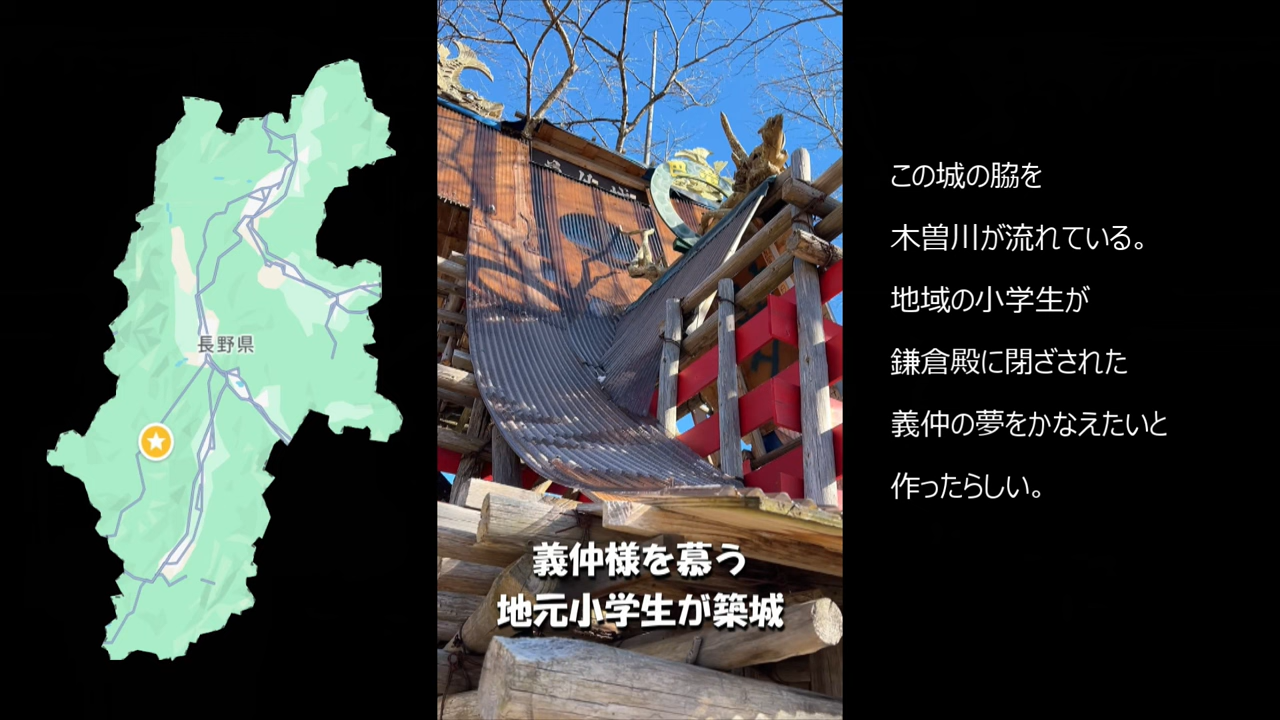 長野県
義仲様を慕う
地元小学生が築城
この城の脇を
木曽川が流れている。
地域の小学生が
鎌倉殿に閉ざされた
義仲の夢をかなえたいと
作ったらしい。